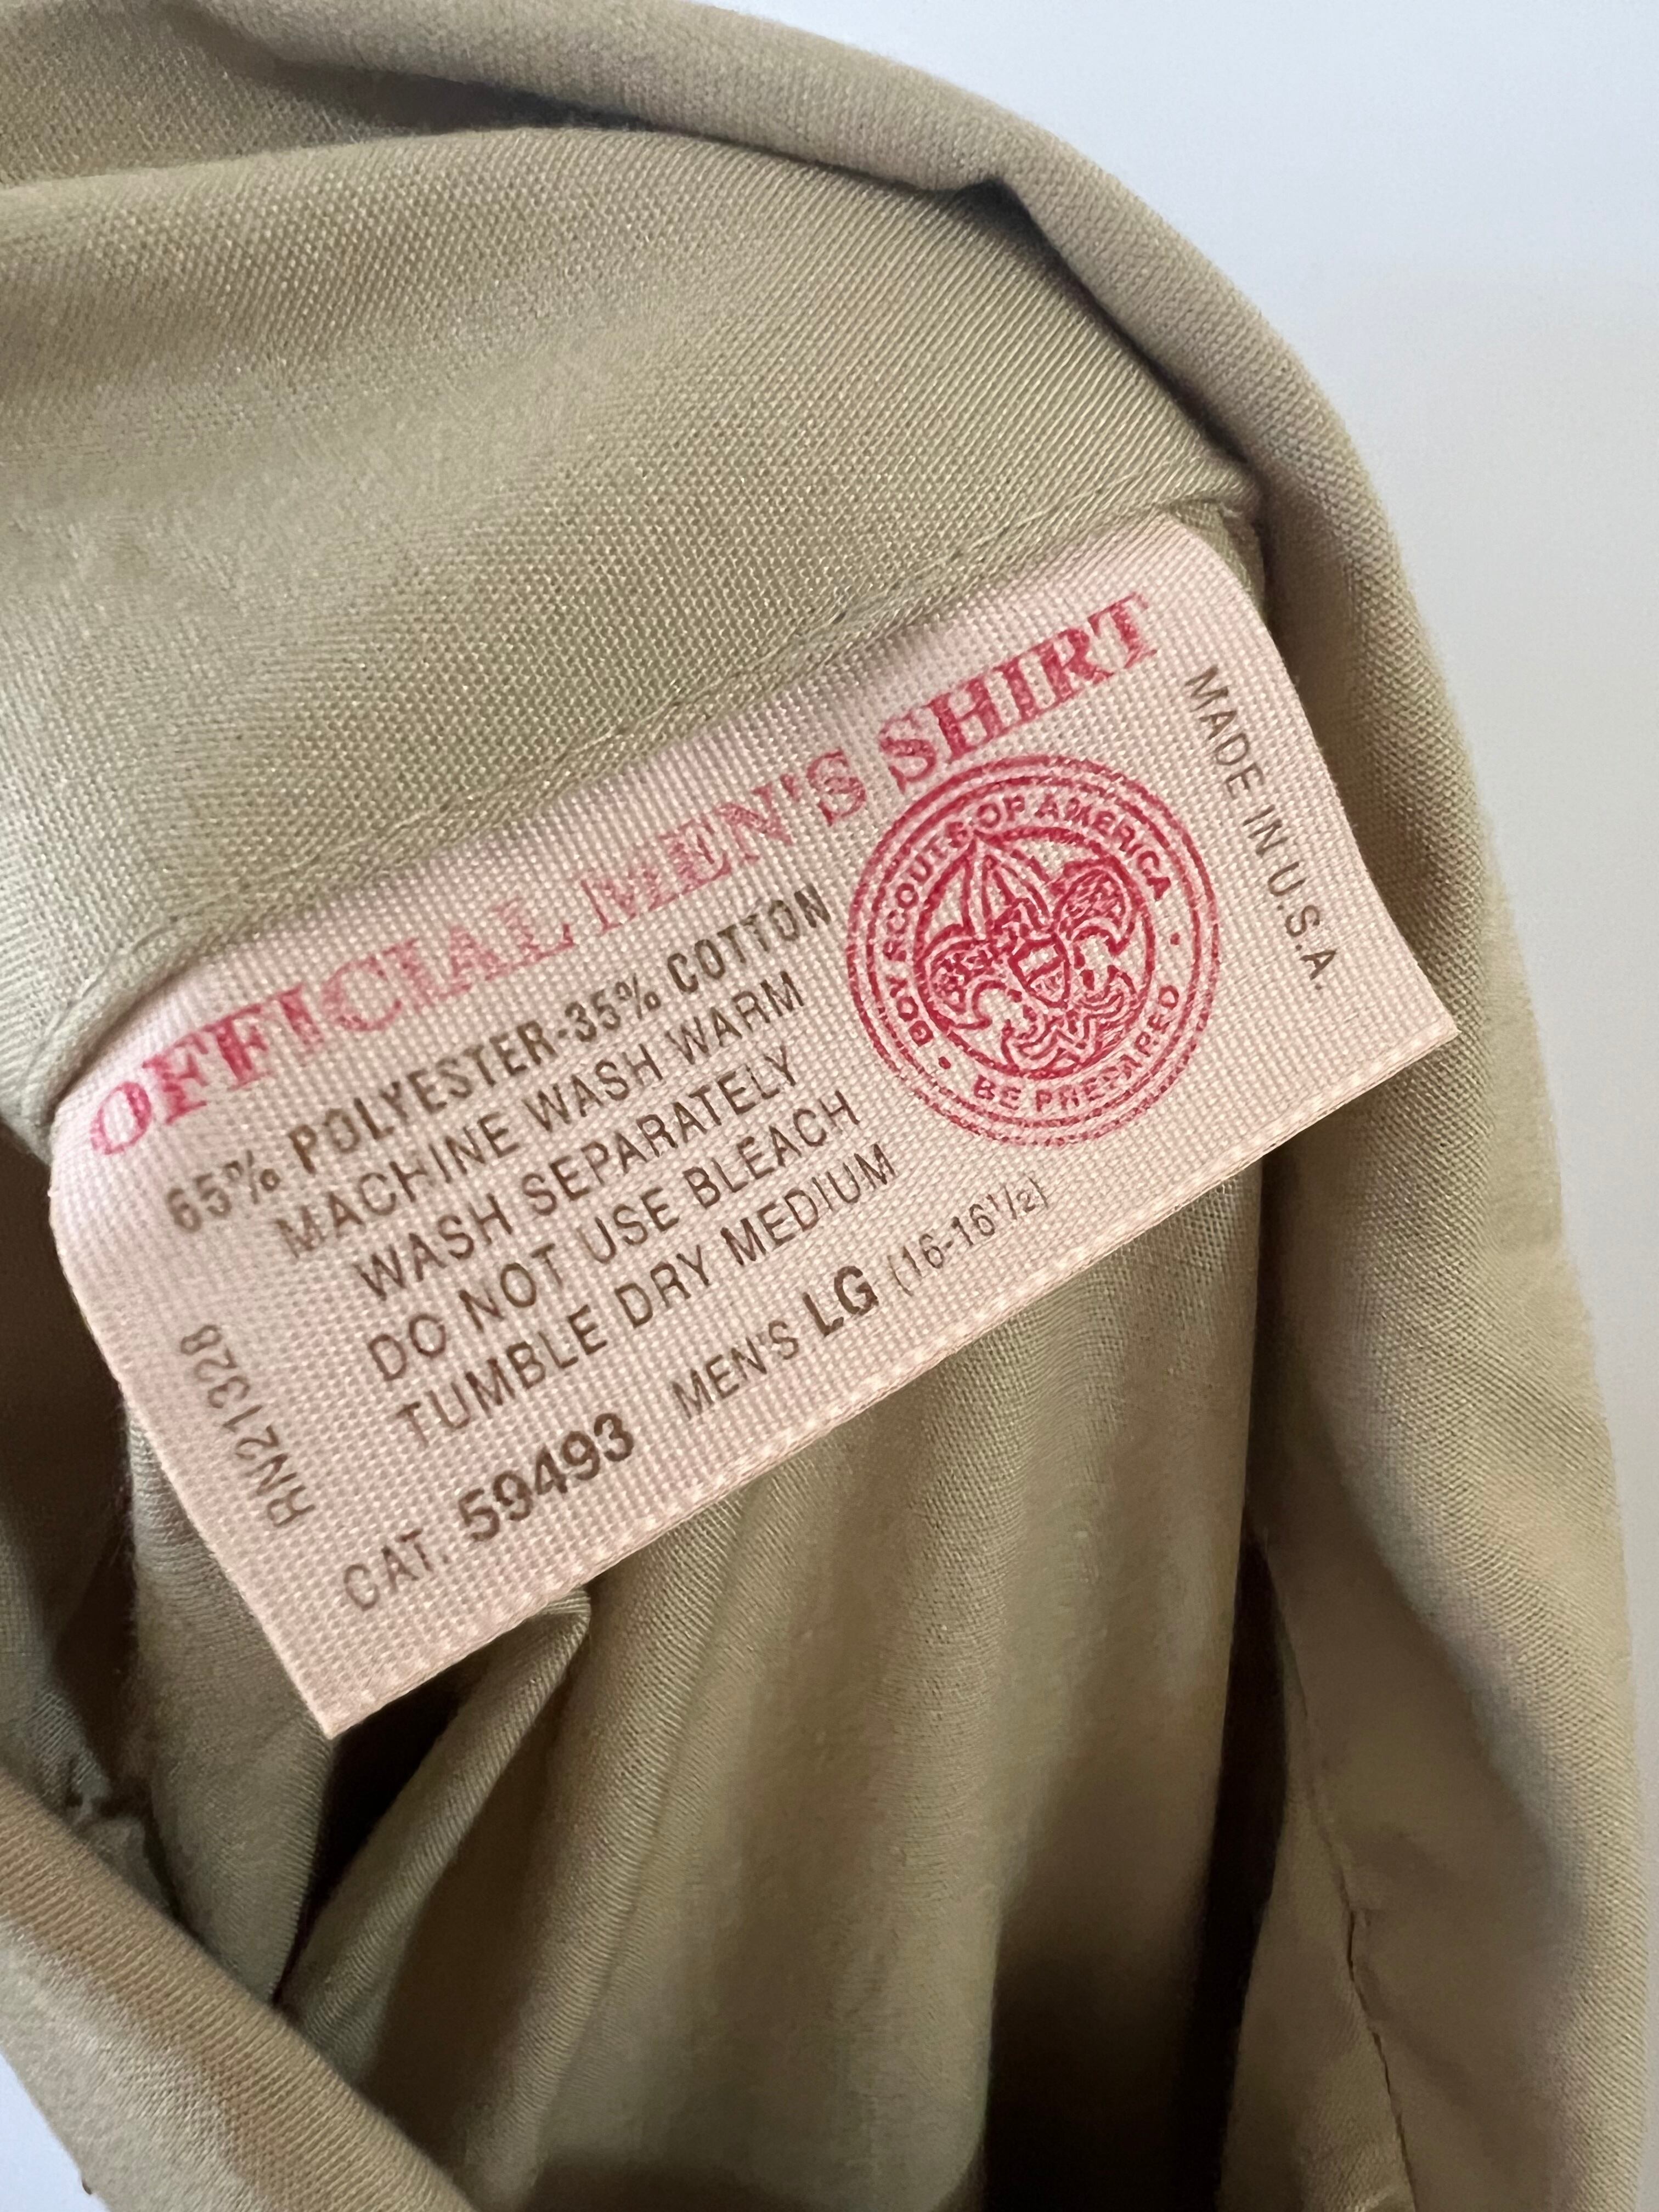 OFFICIAL MEN'S SHIRT
65% POLYESTER-35% COTTON
MACHINE WASH WARM
WASH SEPARATELY
DO NOT USE BLEACH
TUMBLE DRY MEDIUM
CAT. 59493 MEN'S LG (16-16½)
RN21328
BOY SCOUTS OF AMERICA
BE PREPARED
MADE IN U.S.A.